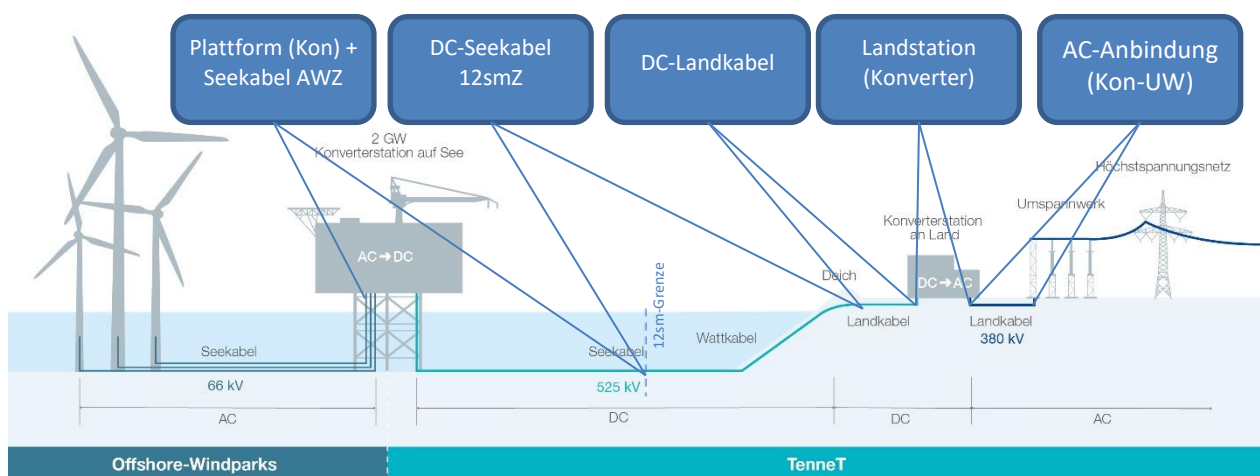 Plattform (Kon) +
Seekabel AWZ
DC-Seekabel
12smZ
DC-Landkabel
Landstation
(Konverter)
AC-Anbindung
(Kon-UW)
2 GW
Konverterstation auf See
Höchstspannungsnetz
Umspannwerk
Konverterstation
an Land
AC→DC
12sm-Grenze
Deich
DC→AC
Seekabel
Seekabel
Wattkabel
Landkabel
Landkabel
380 kV
66 kV
525 kV
AC
DC
DC
AC
Offshore-Windparks
TenneT